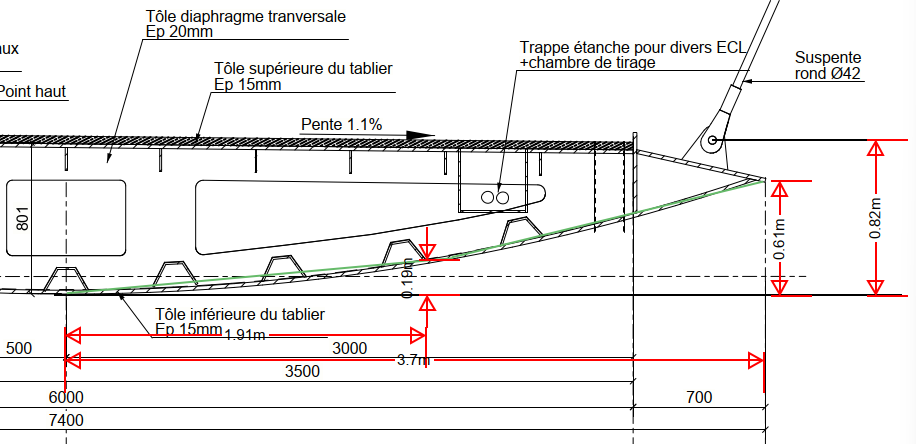 Tôle diaphragme tranversale
Ep 20mm
aux
Point haut
Tôle supérieure du tablier
Ep 15mm
Trappe étanche pour divers ECL
+chambre de tirage
Suspente
rond Ø42
Pente 1.1%
801
0.19m
0.61m
0.82m
Tôle inférieure du tablier
Ep 15mm
1.91m
500
3000
3.7m
3500
6000
700
7400